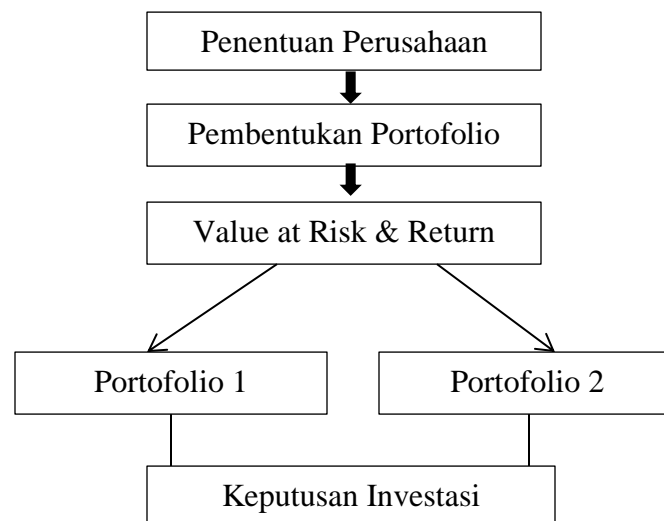 Penentuan Perusahaan
Pembentukan Portofolio
Value at Risk & Return
Portofolio 1
Portofolio 2
Keputusan Investasi